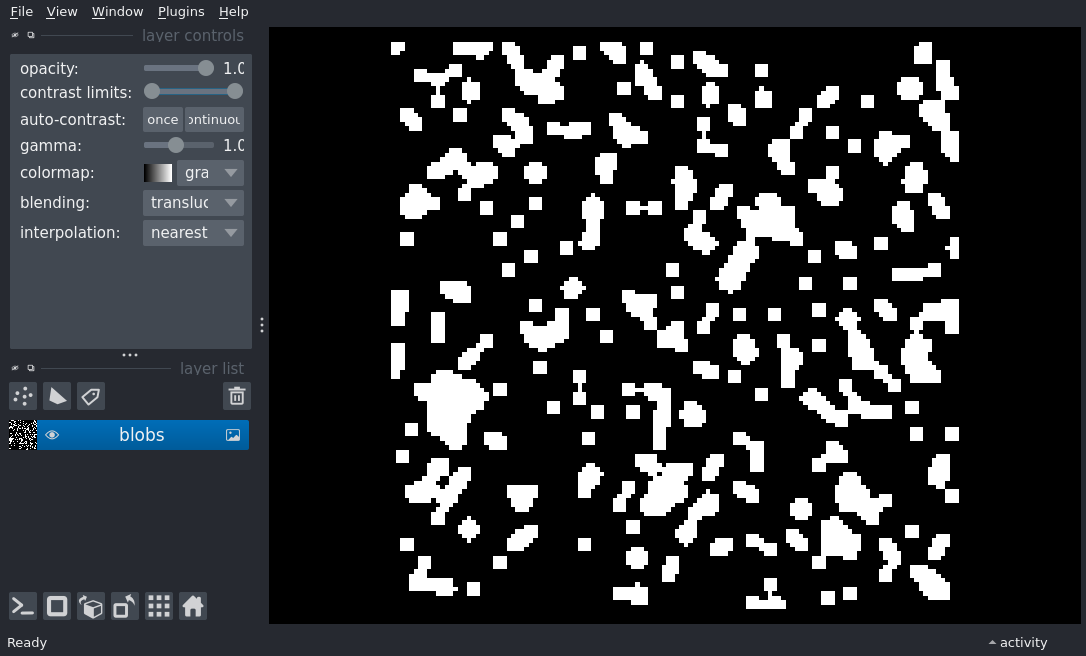 File View Window Plugins Help
layer controls
opacity: 1.0
contrast limits:
auto-contrast: once ontinuou
gamma: 1.0
colormap: gra
blending: transluc
interpolation: nearest
layer list
blobs
Ready
activity